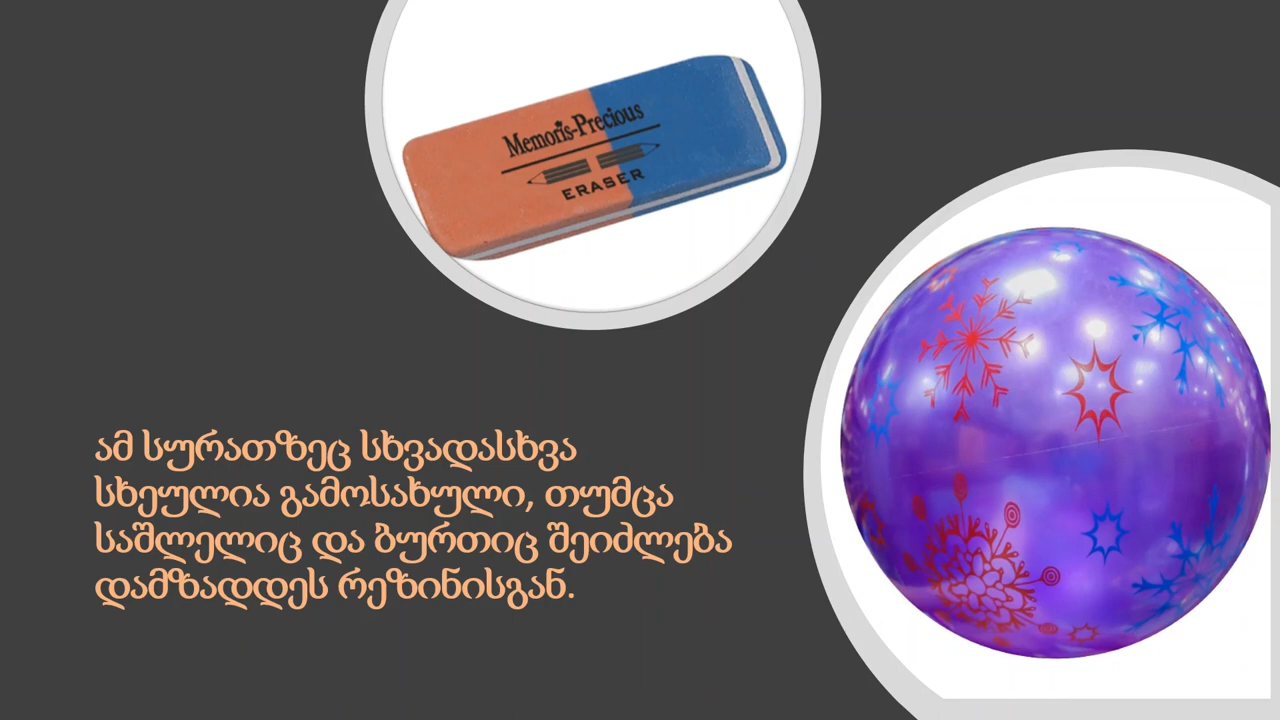 Memoris-Precious
ERASER
ამ სურათზეც სხვადასხვა
სხეულია გამოსახული, თუმცა
საშლელიც და ბურთიც შეიძლება
დამზადდეს რეზინისგან.